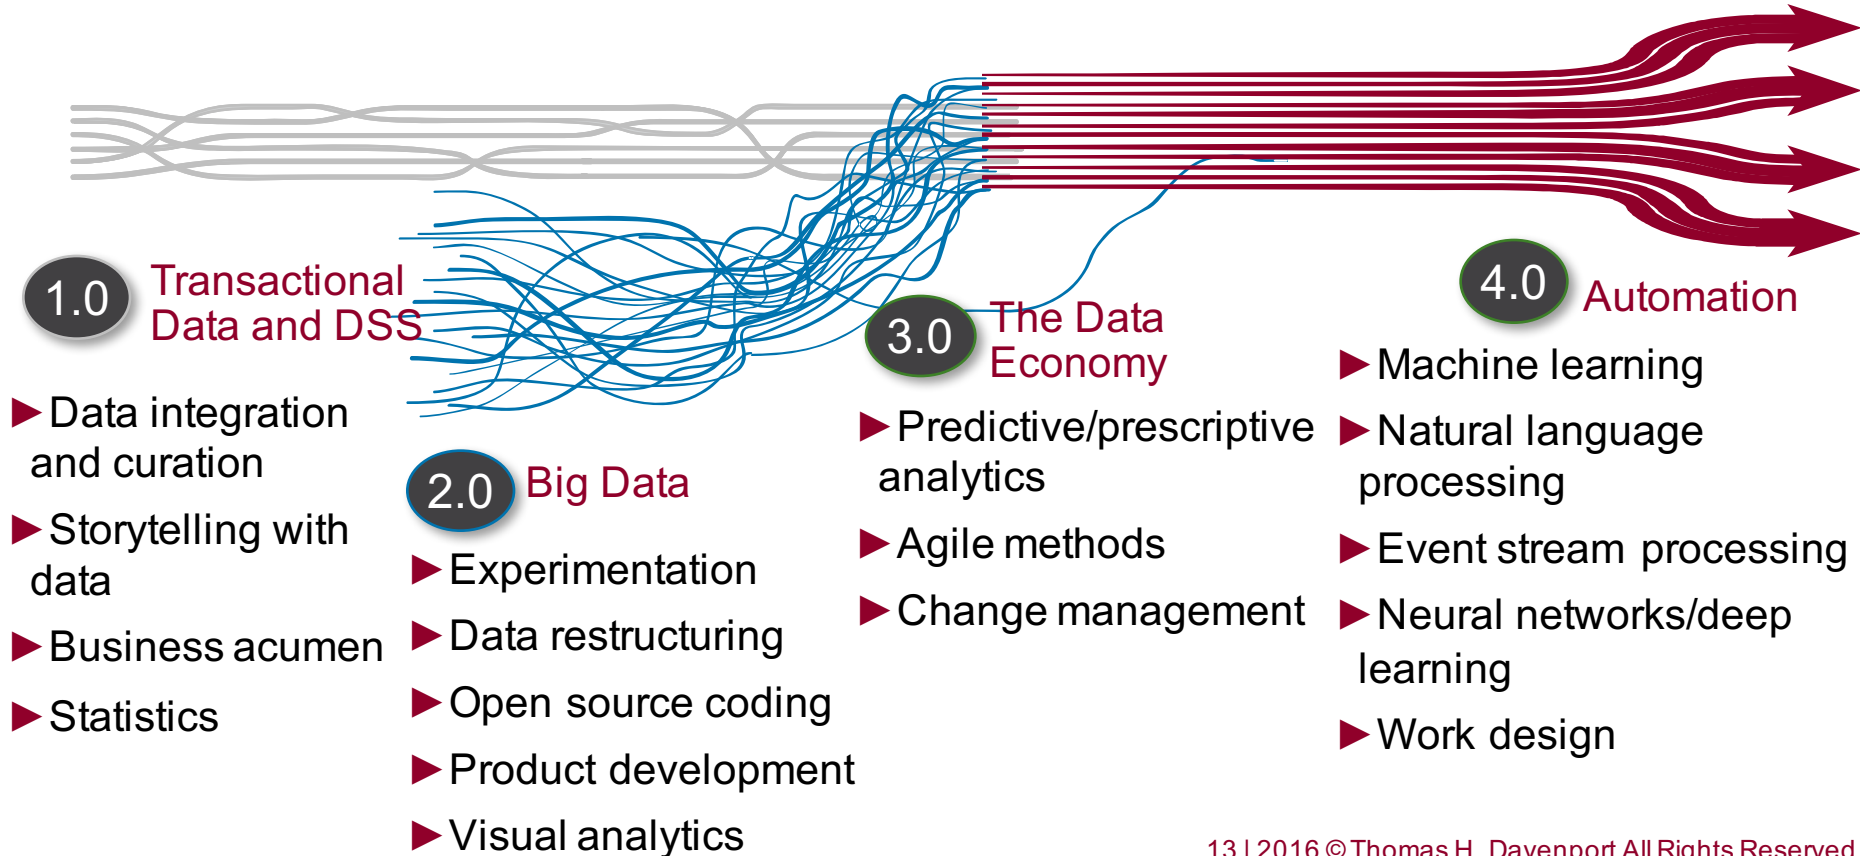 1.0
Transactional
Data and DSS
►Data integration
and curation
►Storytelling with
data
►Business acumen
►Statistics
2.0
Big Data
►Experimentation
►Data restructuring
►Open source coding
►Product development
►Visual analytics
3.0
The Data
Economy
►Predictive/prescriptive
analytics
►Agile methods
►Change management
4.0
Automation
►Machine learning
►Natural language
processing
►Event stream processing
►Neural networks/deep
learning
►Work design
13 | 2016 © Thomas H. Davenport All Rights Reserved